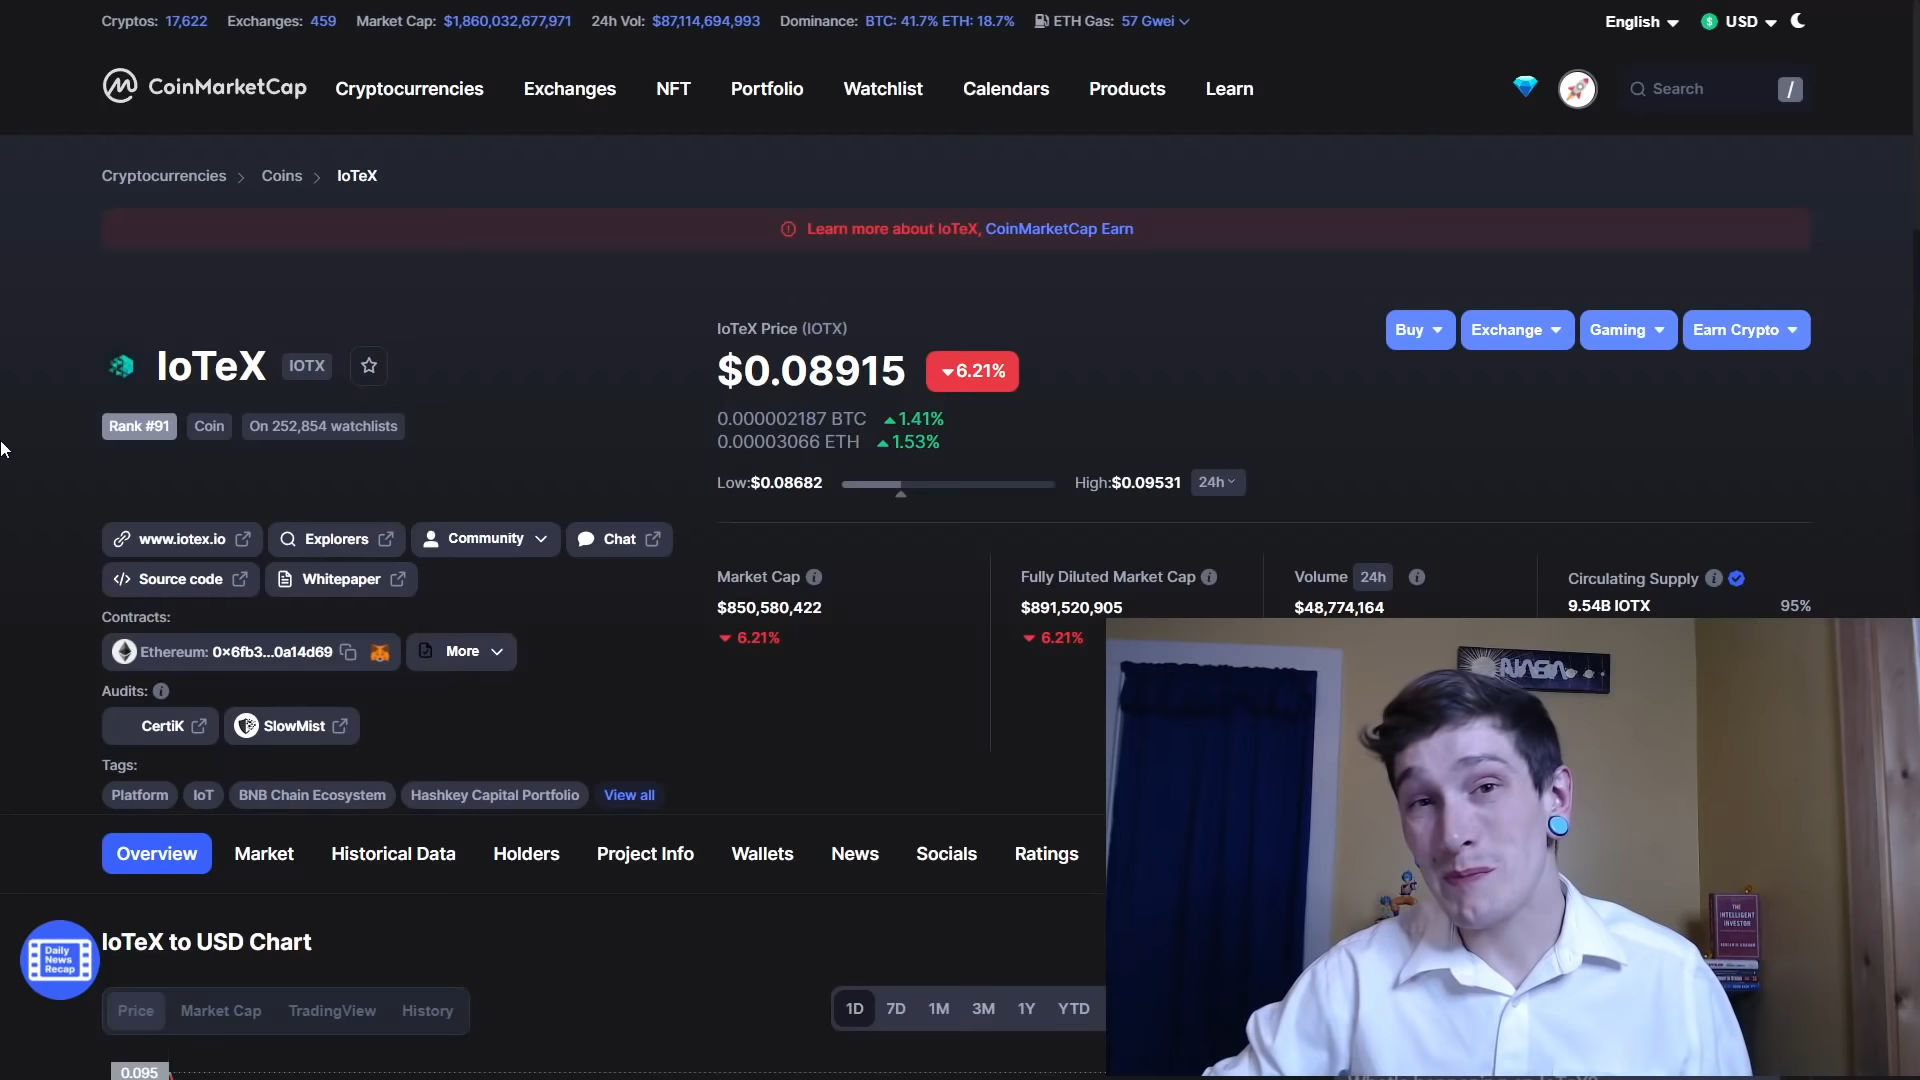 Cryptos: 17,622 Exchanges: 459 Market Cap: $1,860,032,677,971 24h Vol: $87,114,694,993 Dominance: BTC: 41.7% ETH: 18.7% ETH Gas: 57 Gwei English USD
CoinMarketCap Cryptocurrencies Exchanges NFT Portfolio Watchlist Calendars Products Learn Search /
Cryptocurrencies > Coins > IoTeX
Learn more about IoTeX, CoinMarketCap Earn
IoTeX Price (IOTX)
Buy Exchange Gaming Earn Crypto
IoTeX IOTX $0.08915 6.21%
Rank #91 Coin On 252,854 watchlists
0.000002187 BTC 1.41%
0.00003066 ETH 1.53%
Low:$0.08682 High:$0.09531 24h
www.iotex.io Explorers Community Chat
Source code Whitepaper
Market Cap Fully Diluted Market Cap Volume 24h Circulating Supply
$850,580,422 $891,520,905 $48,774,164 9.54B IOTX 95%
6.21% 6.21%
Contracts:
Ethereum: 0x6fb3...0a14d69 More
Audits:
CertiK SlowMist
Tags:
Platform IoT BNB Chain Ecosystem Hashkey Capital Portfolio View all
Overview Market Historical Data Holders Project Info Wallets News Socials Ratings
Daily
News
Recap
IoTeX to USD Chart
Price Market Cap TradingView History 1D 7D 1M 3M 1Y YTD
0.095
NASA
THE
INTELLIGENT
INVESTOR